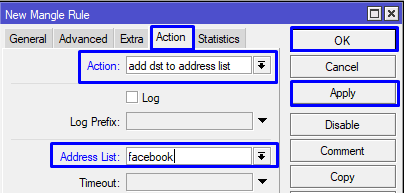 New Mangle Rule
General Advanced Extra Action Statistics
Action: add dst to address list
Log
Log Prefix:
Address List: facebook
Timeout:
OK
Cancel
Apply
Disable
Comment
Copy